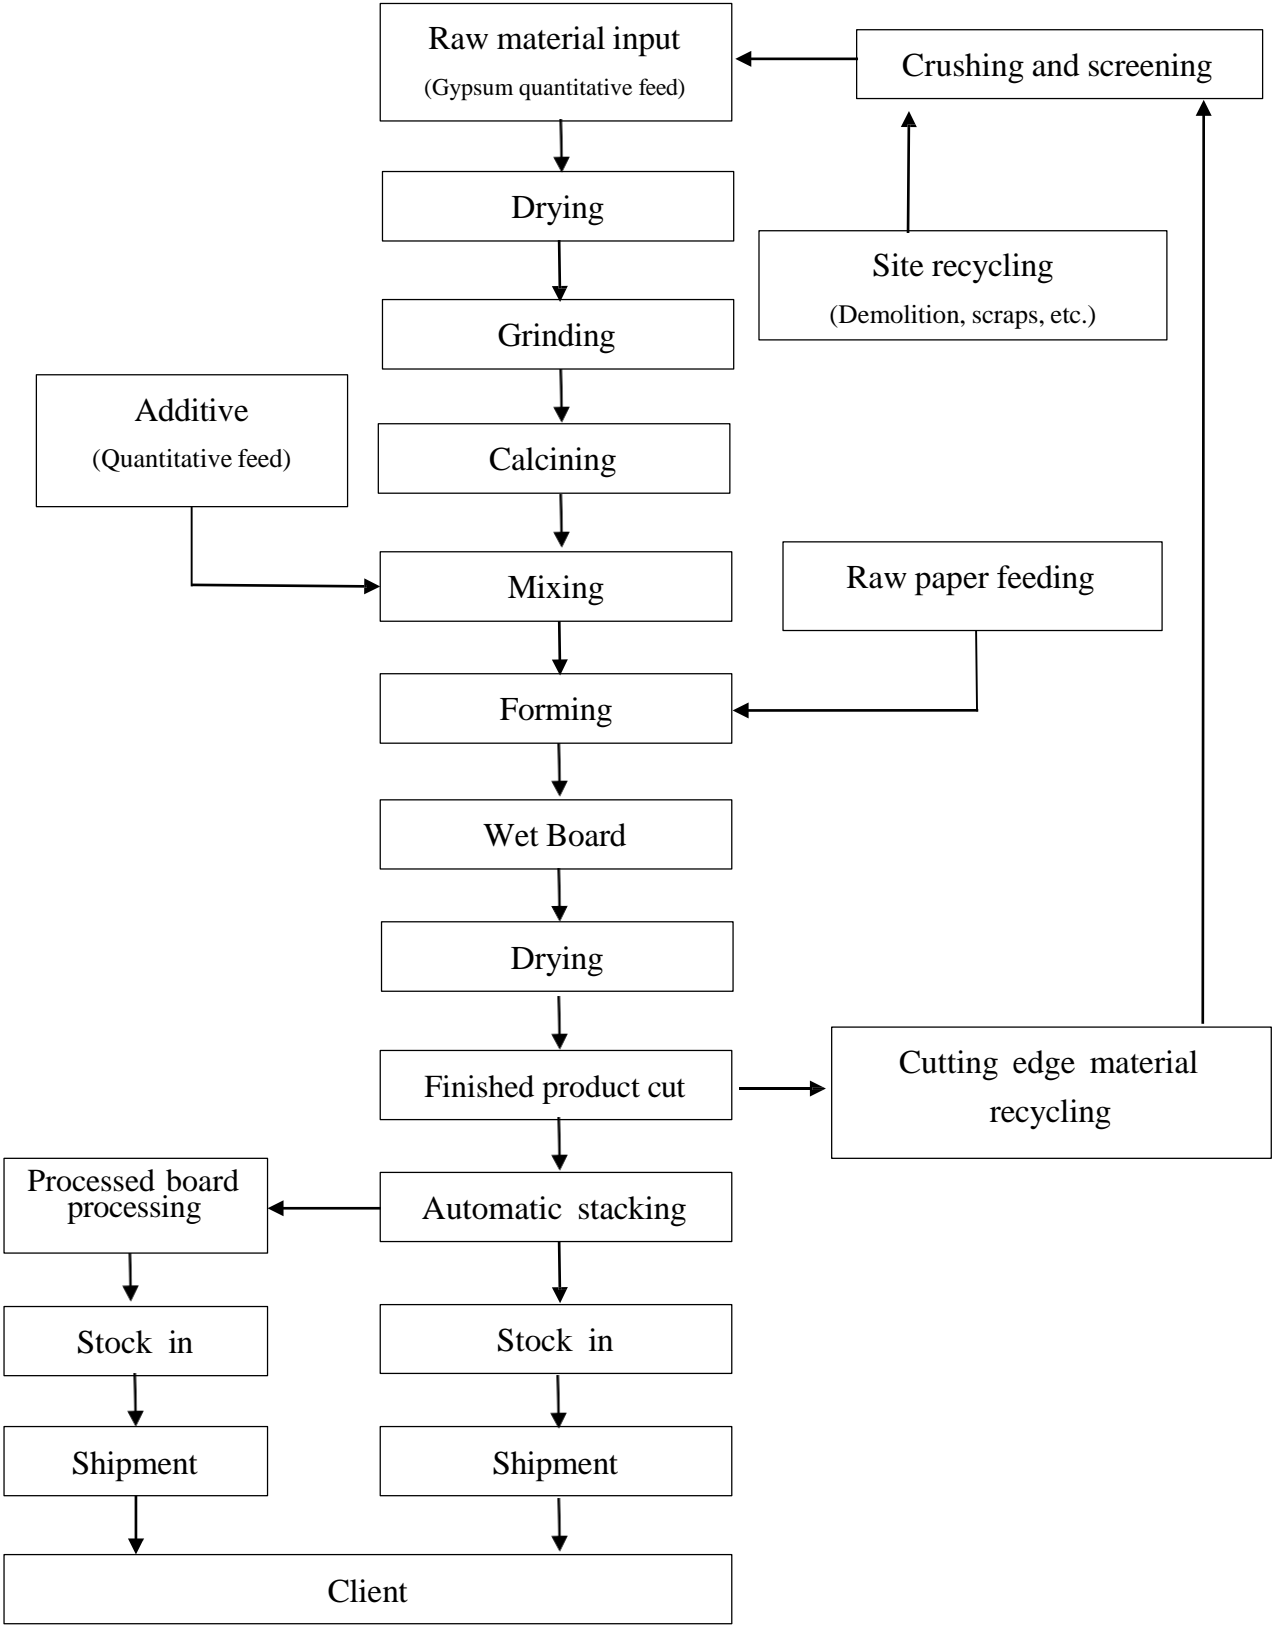 Raw material input
(Gypsum quantitative feed)
Crushing and screening
Drying
Site recycling
(Demolition, scraps, etc.)
Grinding
Additive
(Quantitative feed)
Calcining
Raw paper feeding
Mixing
Forming
Wet Board
Drying
Finished product cut
Cutting edge material
recycling
Processed board
processing
Automatic stacking
Stock in
Stock in
Shipment
Shipment
Client